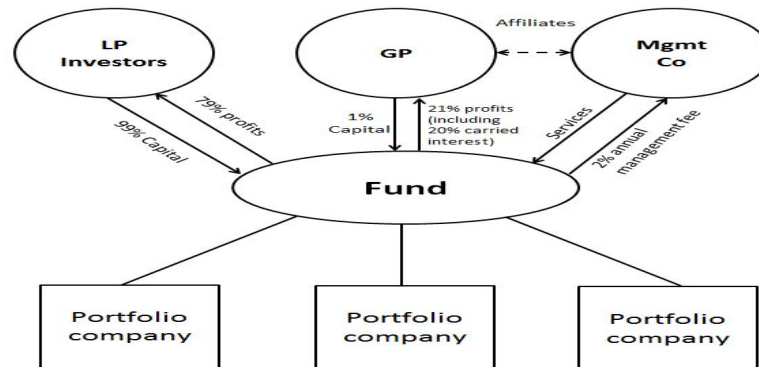 Affiliates
LP
Investors
GP
Mgmt
Co
79% profits
99% Capital
1%
Capital
21% profits
(including
20% carried
interest)
Services
2% annual
management fee
Fund
Portfolio
company
Portfolio
company
Portfolio
company